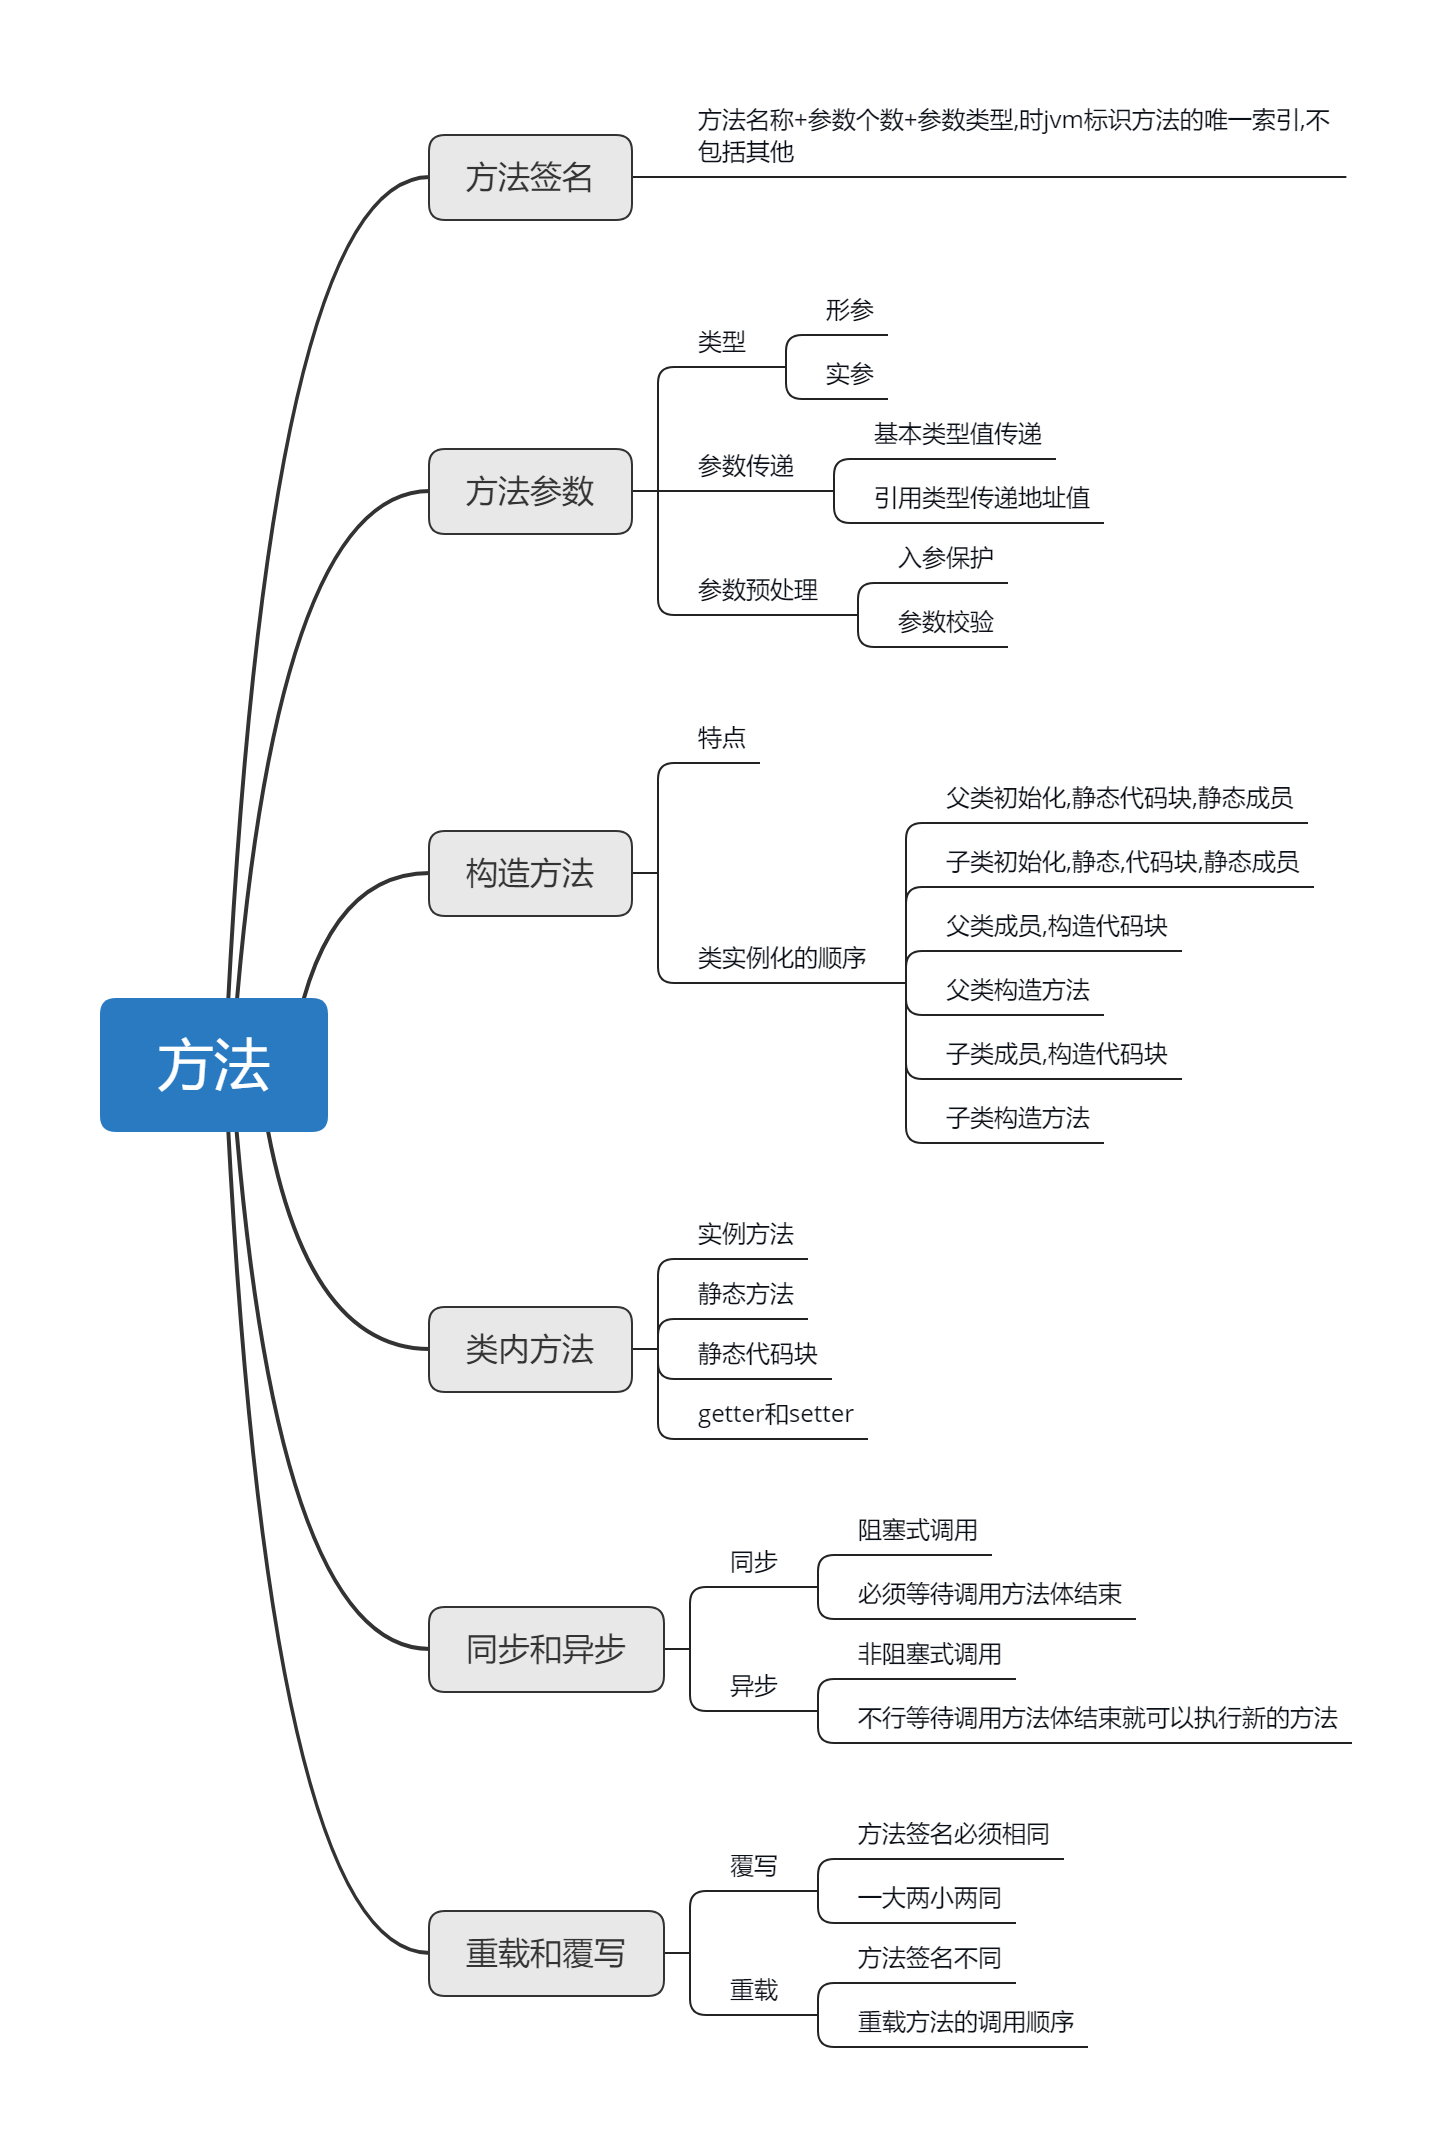 方法
方法签名
方法名称+参数个数+参数类型,时jvm标识方法的唯一索引,不
包括其他
方法参数
类型
形参
实参
参数传递
基本类型值传递
引用类型传递地址值
参数预处理
入参保护
参数校验
构造方法
特点
类实例化的顺序
父类初始化,静态代码块,静态成员
子类初始化,静态,代码块,静态成员
父类成员,构造代码块
父类构造方法
子类成员,构造代码块
子类构造方法
类内方法
实例方法
静态方法
静态代码块
getter和setter
同步和异步
同步
阻塞式调用
必须等待调用方法体结束
异步
非阻塞式调用
不行等待调用方法体结束就可以执行新的方法
重载和覆写
覆写
方法签名必须相同
一大两小两同
重载
方法签名不同
重载方法的调用顺序